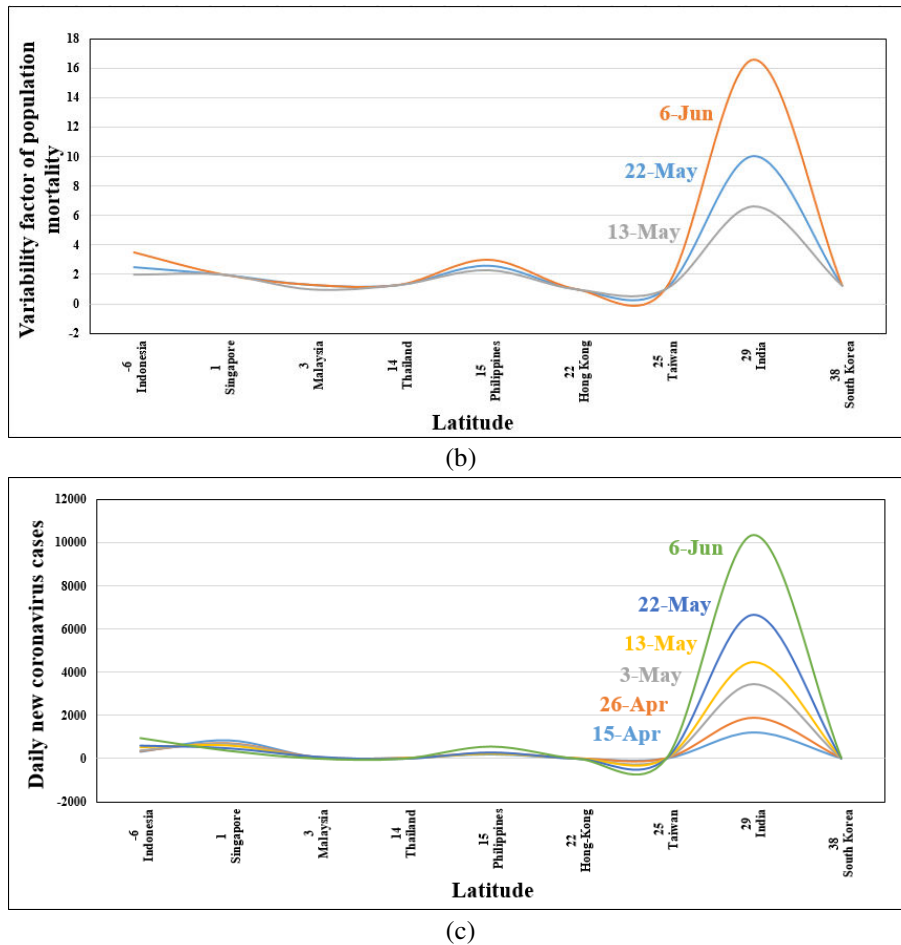 18
16
14
12
10
8
6
4
2
0
-2
Variability factor of population
mortality
6-Jun
22-May
13-May
-6
Indonesia
1
Singapore
3
Malaysia
14
Thailand
15
Philippines
22
Hong Kong
25
Taiwan
29
India
38
South Korea
Latitude
(b)
12000
10000
8000
6000
4000
2000
0
-2000
Daily new coronavirus cases
6-Jun
22-May
13-May
3-May
26-Apr
15-Apr
-6
Indonesia
1
Singapore
3
Malaysia
14
Thailand
15
Philippines
22
Hong-Kong
25
Taiwan
29
India
38
South Korea
Latitude
(c)